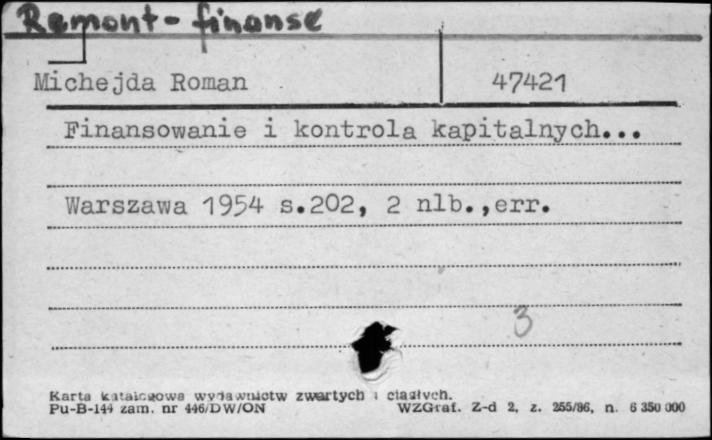 Remont - finanse
Michejda Roman 47421
Finansowanie i kontrola kapitalnych...
Warszawa 1954 s.202, 2 nlb.,err.
3
Karta katalogowa wydawnictw zwartych i ciągłych.
Pu-B-144 zam. nr 446/DW/ON WZGraf. Z-d 2, z. 255/86, n. 6 350 000